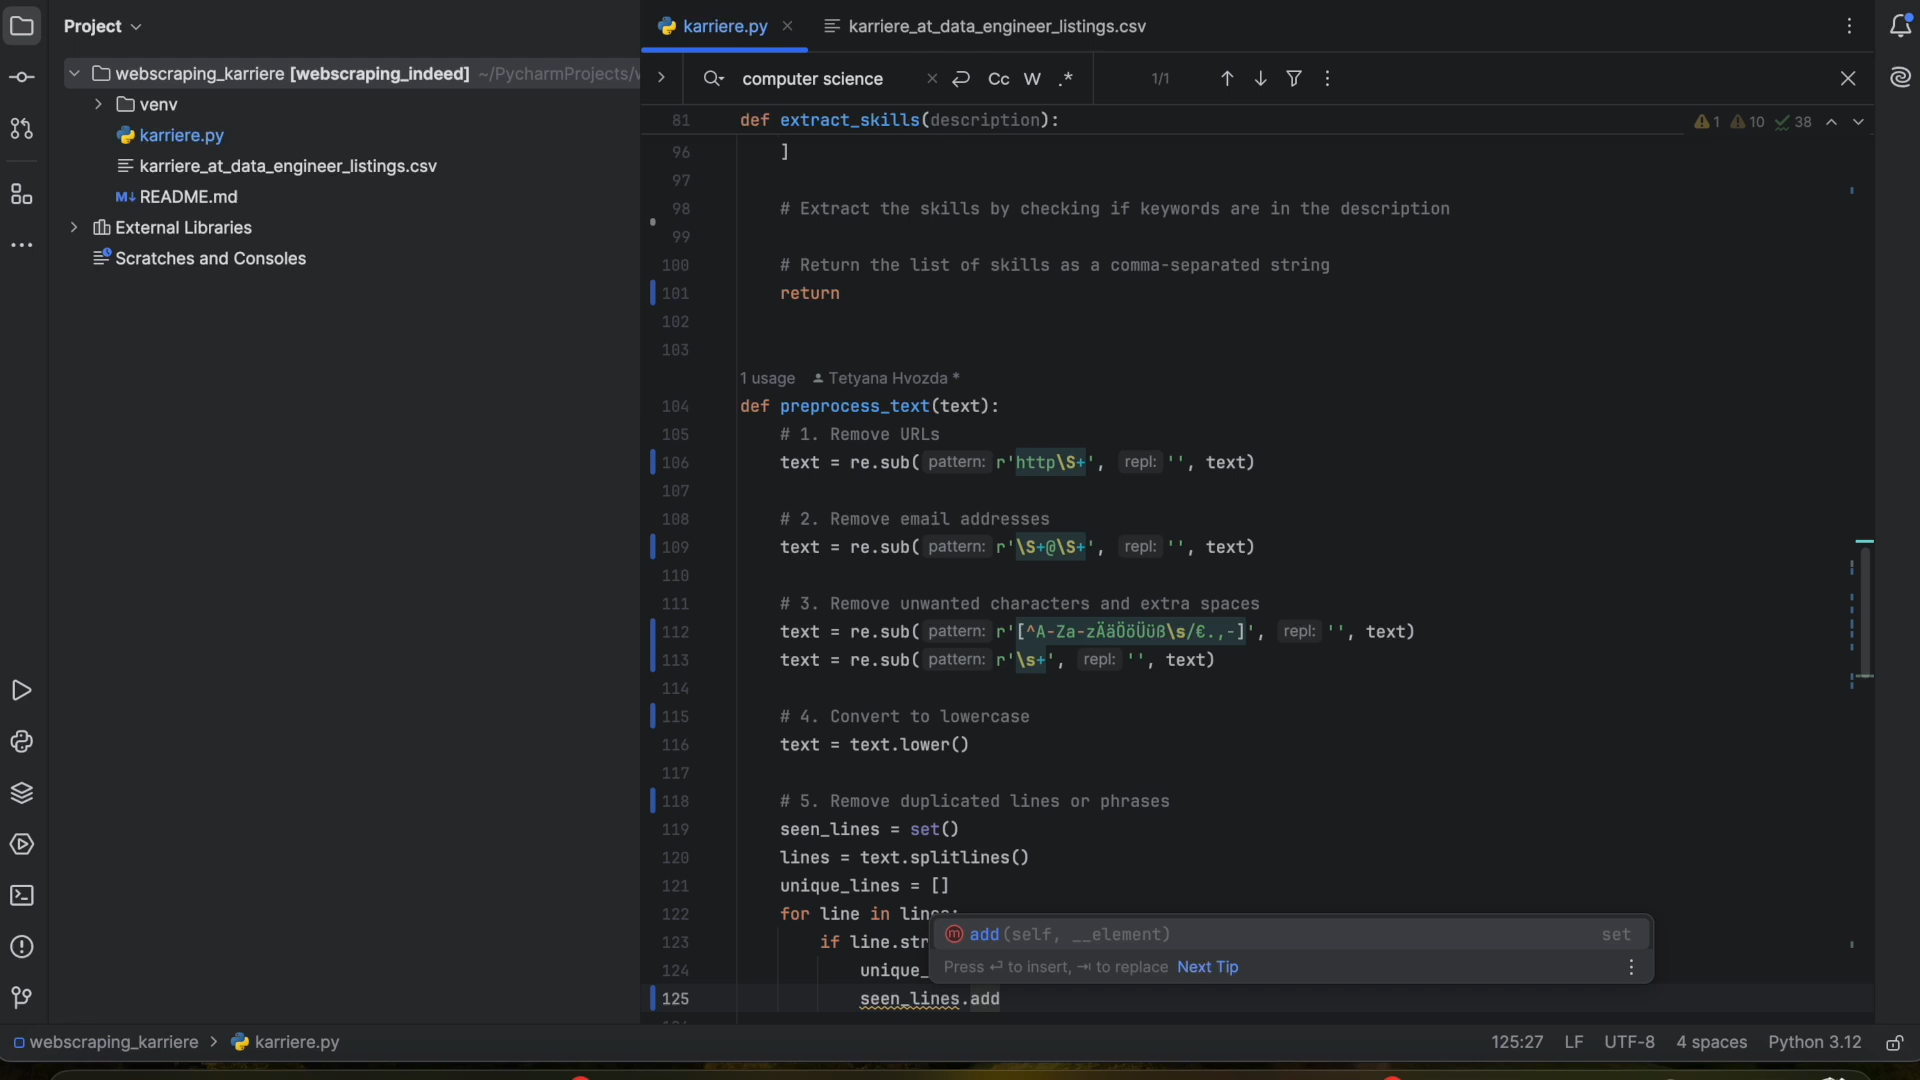 Project
karriere.py
karriere_at_data_engineer_listings.csv
webscraping_karriere [webscraping_indeed] ~/PycharmProjects/
computer science
Cc W .*
1/1
venv
karriere.py
karriere_at_data_engineer_listings.csv
M↓ README.md
External Libraries
Scratches and Consoles
81 def extract_skills(description):
1 10 38
96 ]
97
98 # Extract the skills by checking if keywords are in the description
99
100 # Return the list of skills as a comma-separated string
101 return
102
103
1 usage Tetyana Hvozda *
104 def preprocess_text(text):
105 # 1. Remove URLs
106 text = re.sub( pattern: r'http\S+', repl: '', text)
107
108 # 2. Remove email addresses
109 text = re.sub( pattern: r'\S+@\S+', repl: '', text)
110
111 # 3. Remove unwanted characters and extra spaces
112 text = re.sub( pattern: r'[^A-Za-zÄäÖöÜüß\s/€.,-]', repl: '', text)
113 text = re.sub( pattern: r'\s+', repl: '', text)
114
115 # 4. Convert to lowercase
116 text = text.lower()
117
118 # 5. Remove duplicated lines or phrases
119 seen_lines = set()
120 lines = text.splitlines()
121 unique_lines = []
122 for line in lines:
123 if line.str
124 unique_
m add(self, __element) set
Press ↵ to insert, ⇥ to replace Next Tip
125 seen_lines.add
webscraping_karriere > karriere.py
125:27 LF UTF-8 4 spaces Python 3.12